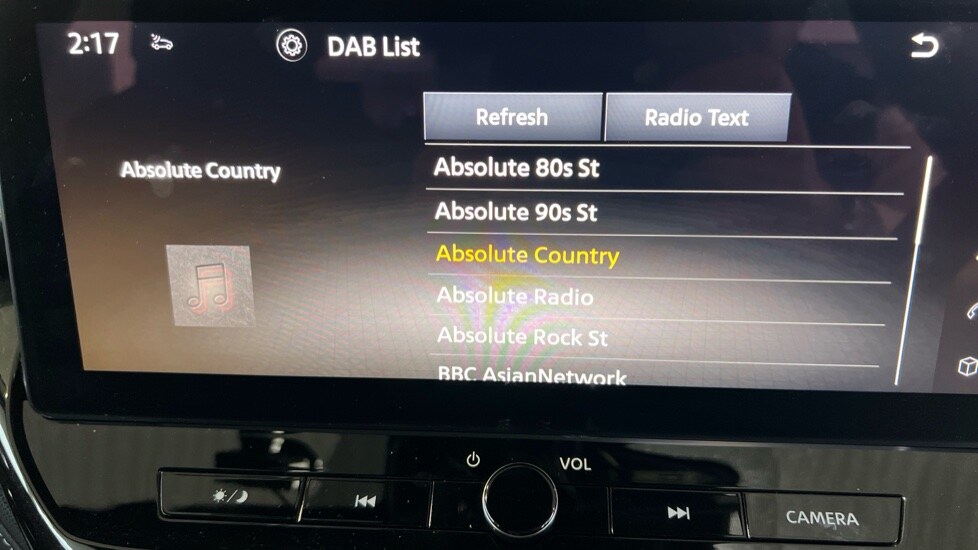 2:17
DAB List
Refresh
Radio Text
Absolute Country
Absolute 80s St
Absolute 90s St
Absolute Country
Absolute Radio
Absolute Rock St
BBC AsianNetwork
VOL
CAMERA